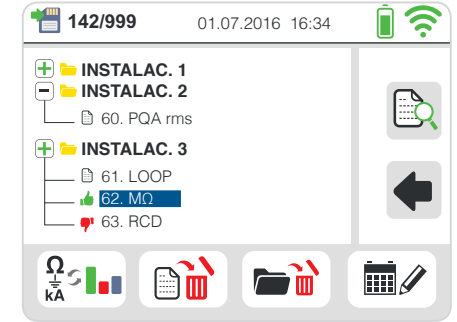 142/999 01.07.2016 16:34
INSTALAC. 1
INSTALAC. 2
60. PQA rms
INSTALAC. 3
61. LOOP
62. MΩ
63. RCD
Ω
kA